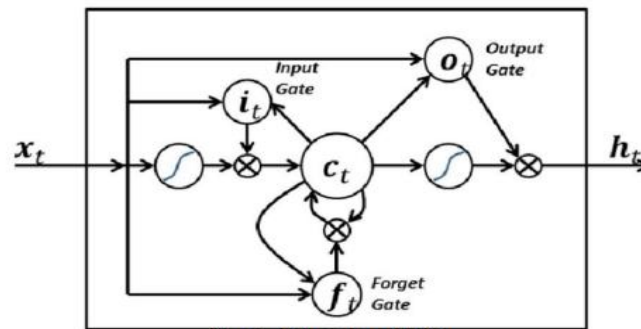 Output
Gate
o_t
Input
Gate
i_t
x_t
c_t
h_t
f_t
Forget
Gate